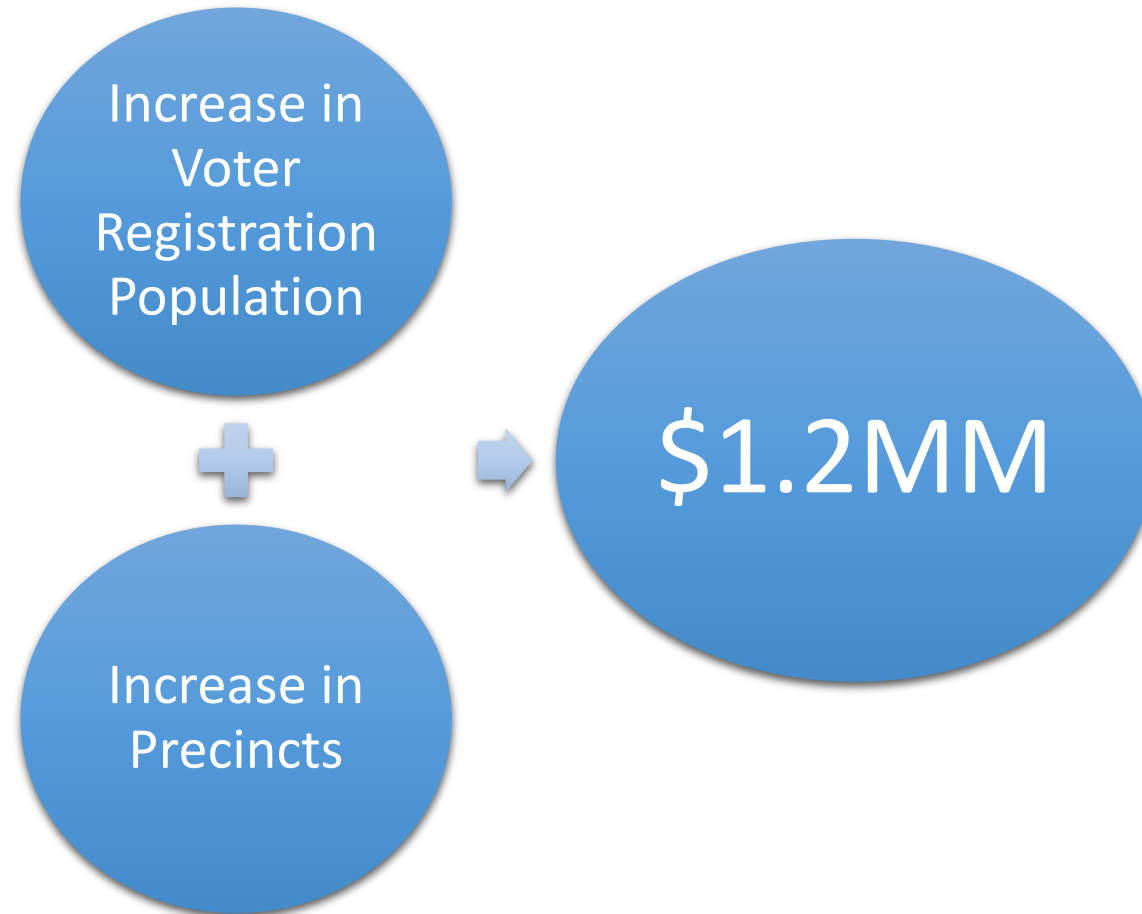 Increase in
Voter
Registration
Population
Increase in
Precincts
$1.2MM